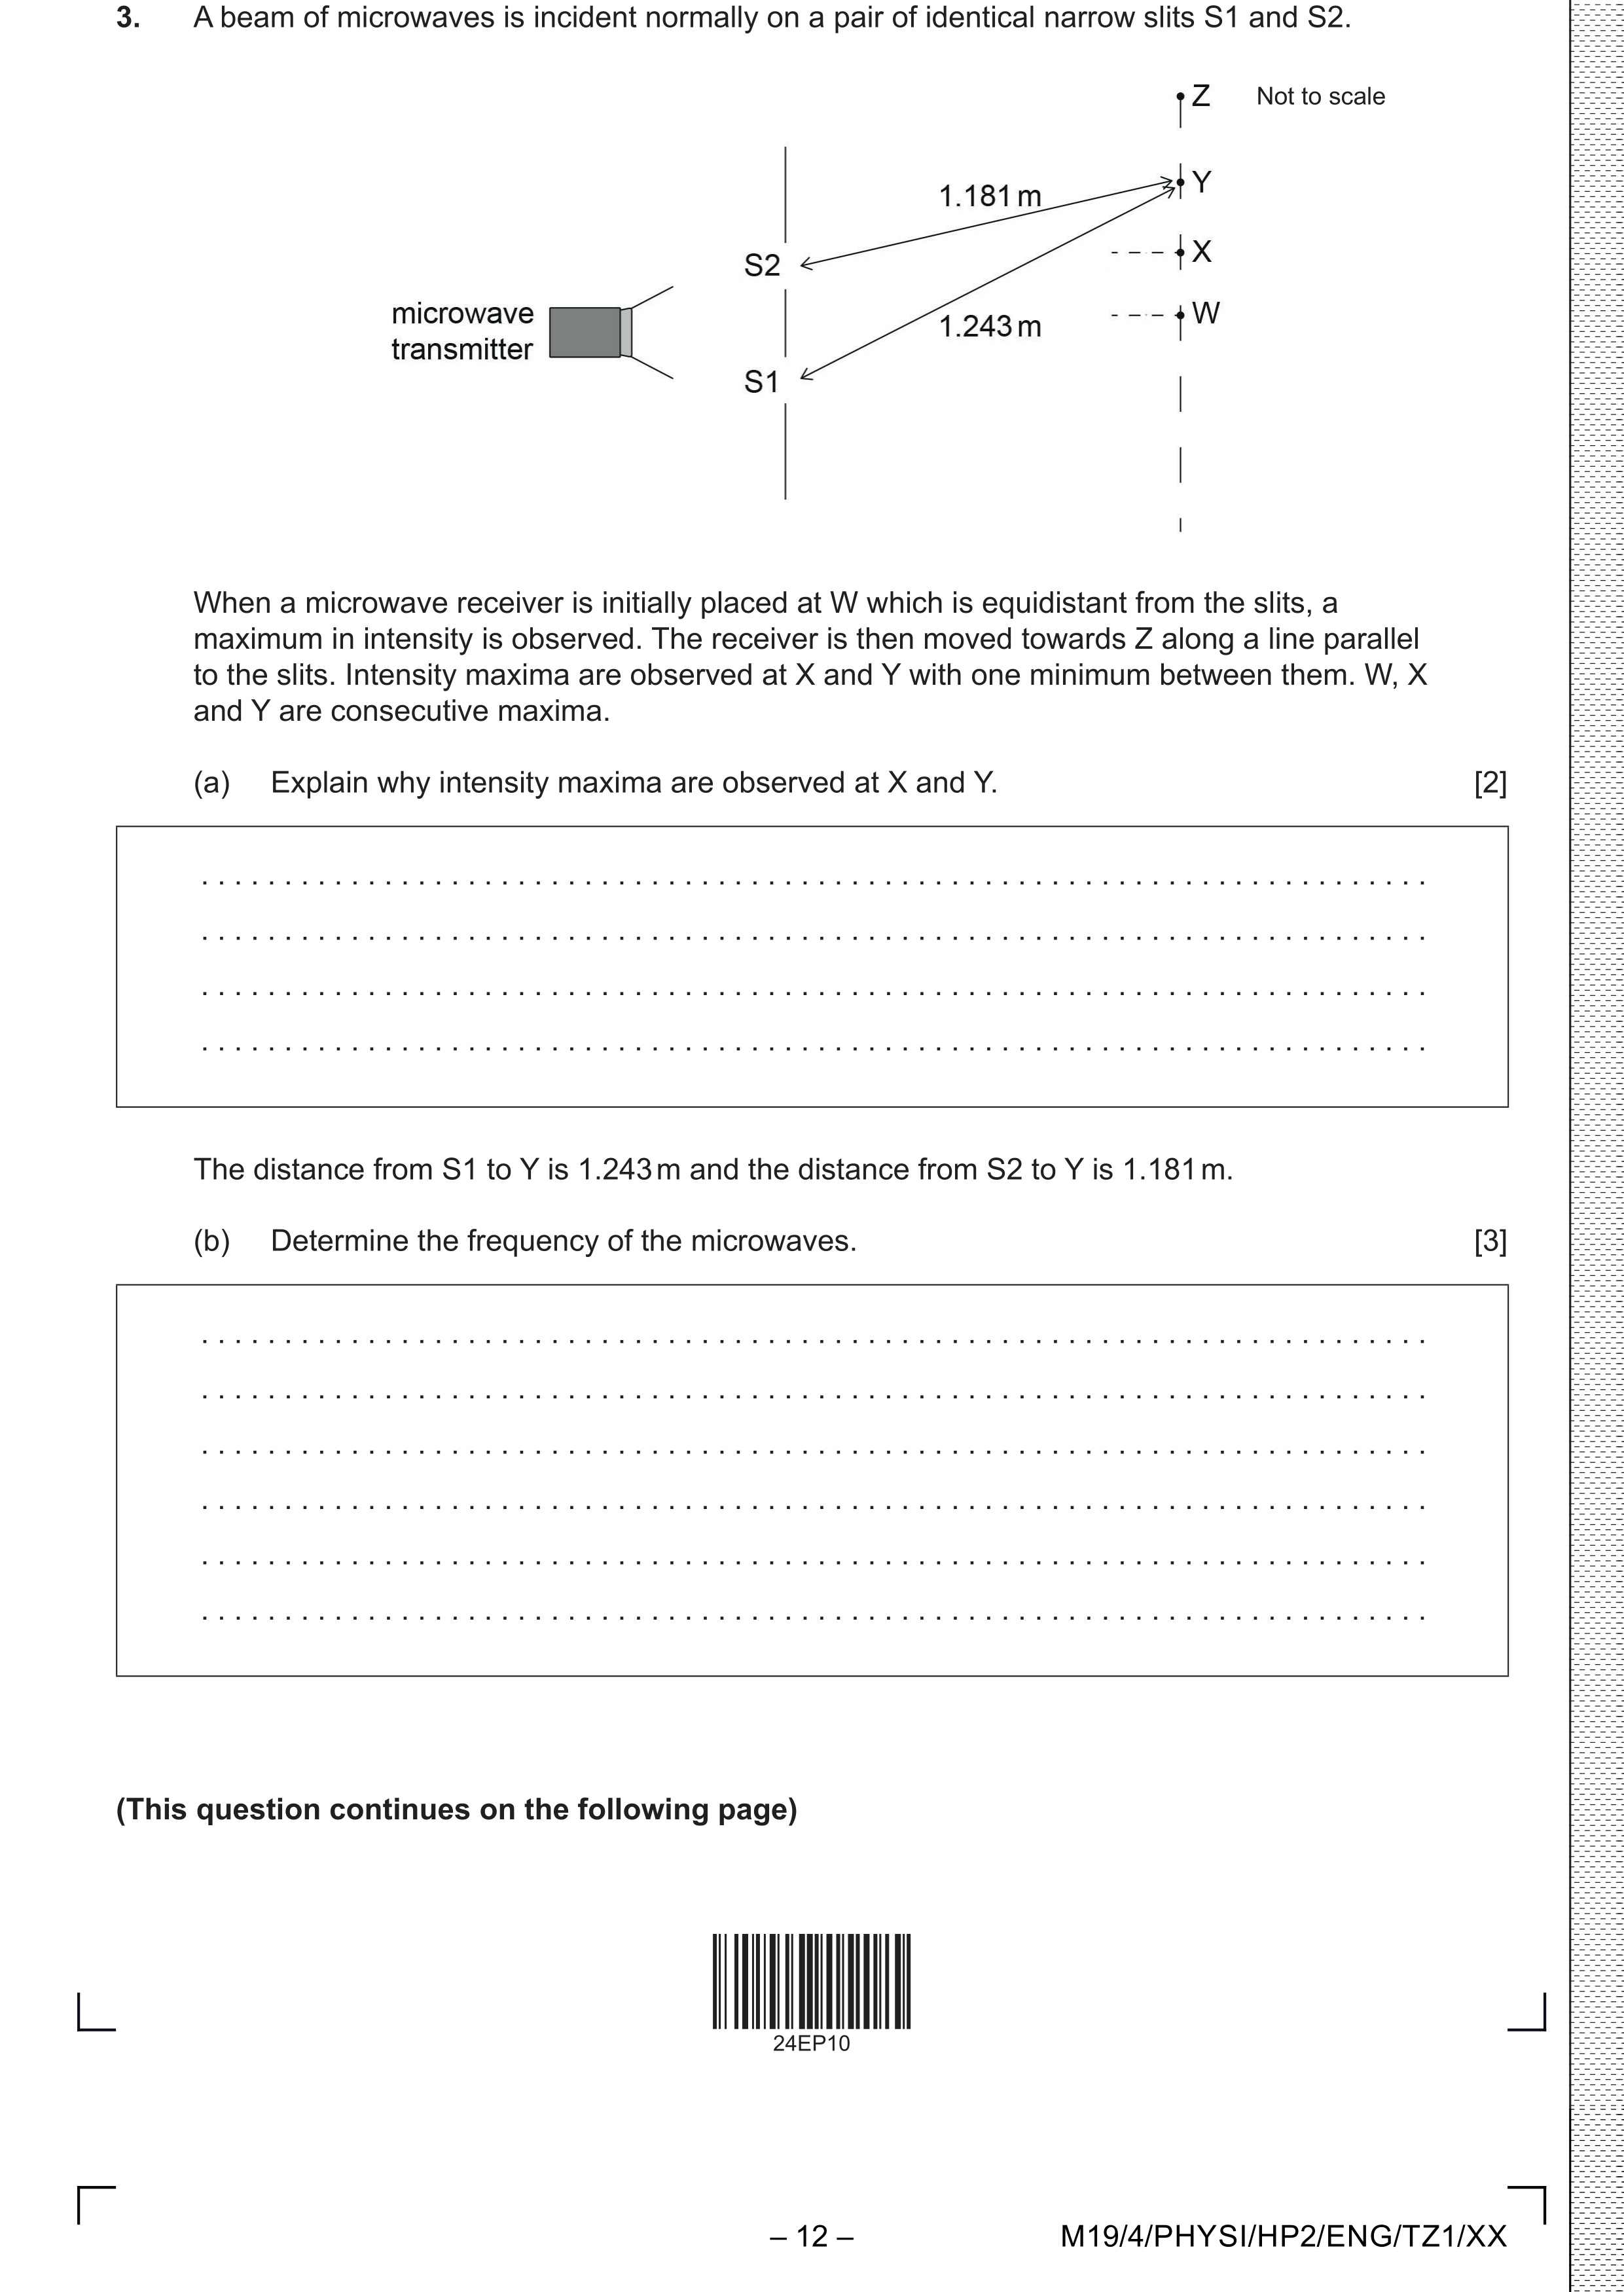 3. A beam of microwaves is incident normally on a pair of identical narrow slits S1 and S2.
Z Not to scale
Y
1.181 m
X
S2
W
microwave
transmitter
1.243 m
S1
When a microwave receiver is initially placed at W which is equidistant from the slits, a
maximum in intensity is observed. The receiver is then moved towards Z along a line parallel
to the slits. Intensity maxima are observed at X and Y with one minimum between them. W, X
and Y are consecutive maxima.
(a) Explain why intensity maxima are observed at X and Y. [2]
The distance from S1 to Y is 1.243 m and the distance from S2 to Y is 1.181 m.
(b) Determine the frequency of the microwaves. [3]
(This question continues on the following page)
24EP10
– 12 – M19/4/PHYSI/HP2/ENG/TZ1/XX